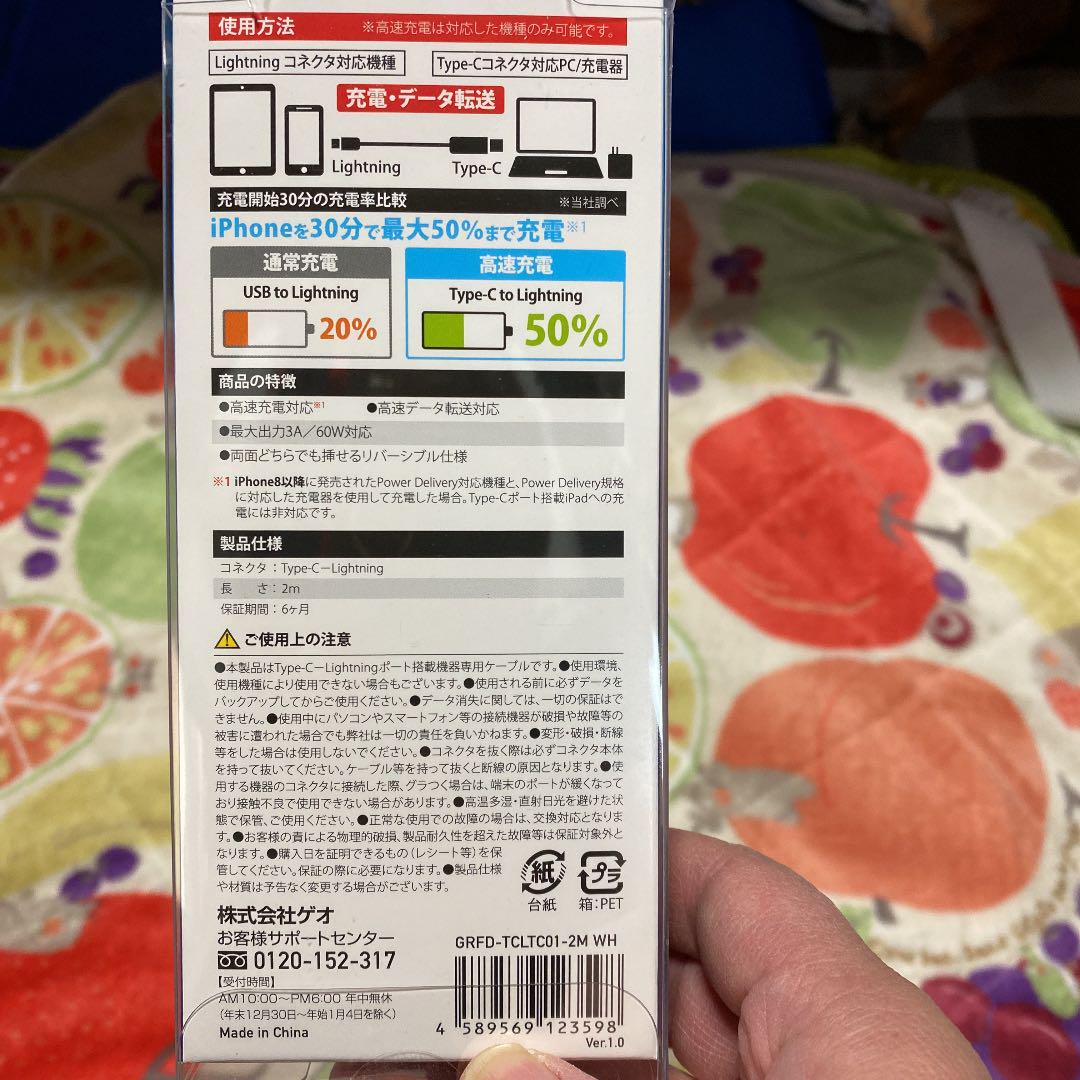 使用方法
※高速充電は対応した機種のみ可能です。
Lightning コネクタ対応機種
Type-Cコネクタ対応PC/充電器
充電・データ転送
Lightning
Type-C
充電開始30分の充電率比較
※当社調べ
iPhoneを30分で最大50%まで充電※1
通常充電
USB to Lightning
20%
高速充電
Type-C to Lightning
50%
商品の特徴
●高速充電対応※1 ●高速データ転送対応
●最大出力3A／60W対応
●両面どちらでも挿せるリバーシブル仕様
※1 iPhone8以降に発売されたPower Delivery対応機種と、Power Delivery規格
に対応した充電器を使用して充電した場合。Type-Cポート搭載iPadへの充
電には非対応です。
製品仕様
コネクタ：Type-C－Lightning
長 さ：2m
保証期間：6ヶ月
ご使用上の注意
●本製品はType-C－Lightningポート搭載機器専用ケーブルです。●使用環境、
使用機種により使用できない場合もございます。●使用される前に必ずデータを
バックアップしてからご使用ください。●データ消失に関しては、一切の保証はで
きません。●使用中にパソコンやスマートフォン等の接続機器が破損や故障等の
被害に遭われた場合でも弊社は一切の責任を負いかねます。●変形・破損・断線
等をした場合は使用しないでください。●コネクタを抜く際は必ずコネクタ本体
を持って抜いてください。ケーブル等を持って抜くと断線の原因となります。●使
用する機器のコネクタに接続した際、グラつく場合は、端末のポートが緩くなって
おり接触不良で使用できない場合があります。●高温多湿・直射日光を避けた状
態で保管、ご使用ください。●正常な使用での故障の場合は、交換対応となりま
す。●お客様の責による物理的破損、製品耐久性を超えた故障等は保証対象外と
なります。●購入日を証明できるもの（レシート等）を保
管してください。保証の際に必要になります。●製品仕様
や材質は予告なく変更する場合がございます。
紙
台紙
プラ
箱：PET
株式会社ゲオ
お客様サポートセンター
0120-152-317
【受付時間】
AM10:00～PM6:00 年中無休
（年末12月30日～年始1月4日を除く）
Made in China
GRFD-TCLTC01-2M WH
4 589569 123598
Ver.1.0